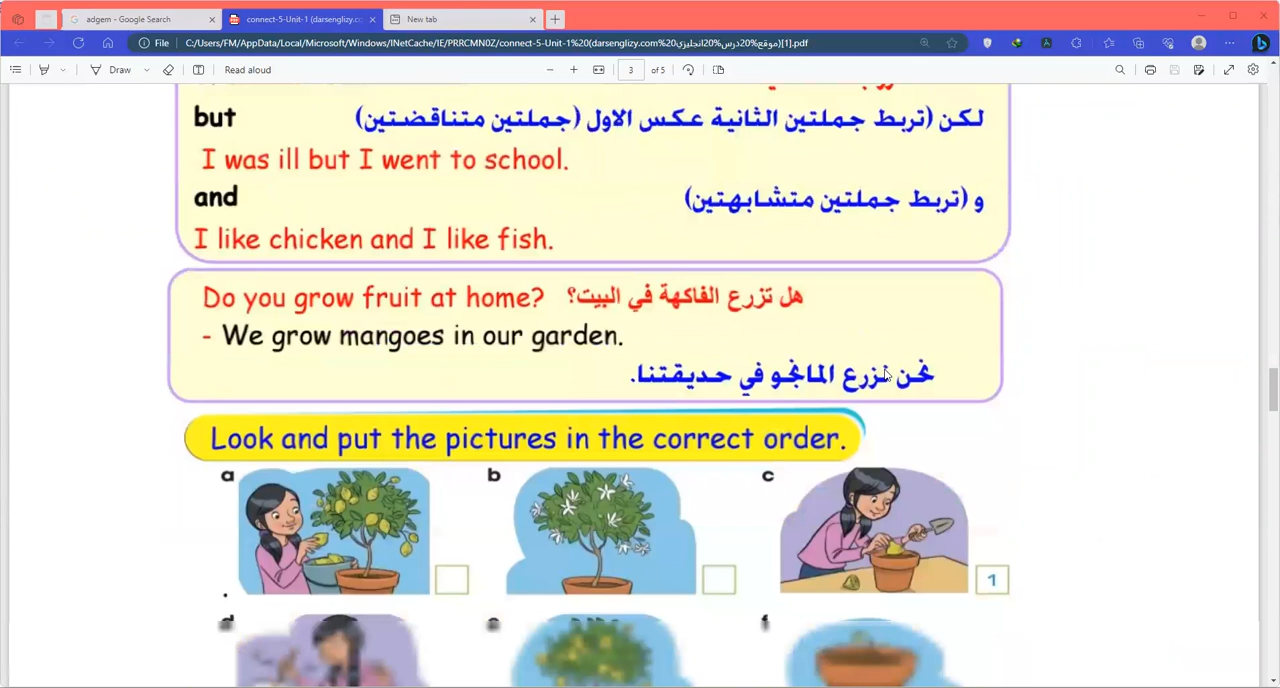 adgem - Google Search
connect-5-Unit-1 (darsenglizy.com
New tab
File
C:/Users/FM/AppData/Local/Microsoft/Windows/INetCache/IE/PRRCMN0Z/connect-5-Unit-1%20(darsenglizy.com%20موقع%20درس%20انجليزي)[1].pdf
Draw
Read aloud
3
of 5
but لكن (تربط جملتين الثانية عكس الاول (جملتين متناقضتين)
I was ill but I went to school.
and و (تربط جملتين متشابهتين)
I like chicken and I like fish.
Do you grow fruit at home? هل تزرع الفاكهة في البيت؟
- We grow mangoes in our garden.
نحن نزرع المانجو في حديقتنا.
Look and put the pictures in the correct order.
a
b
c
1
d
e
f